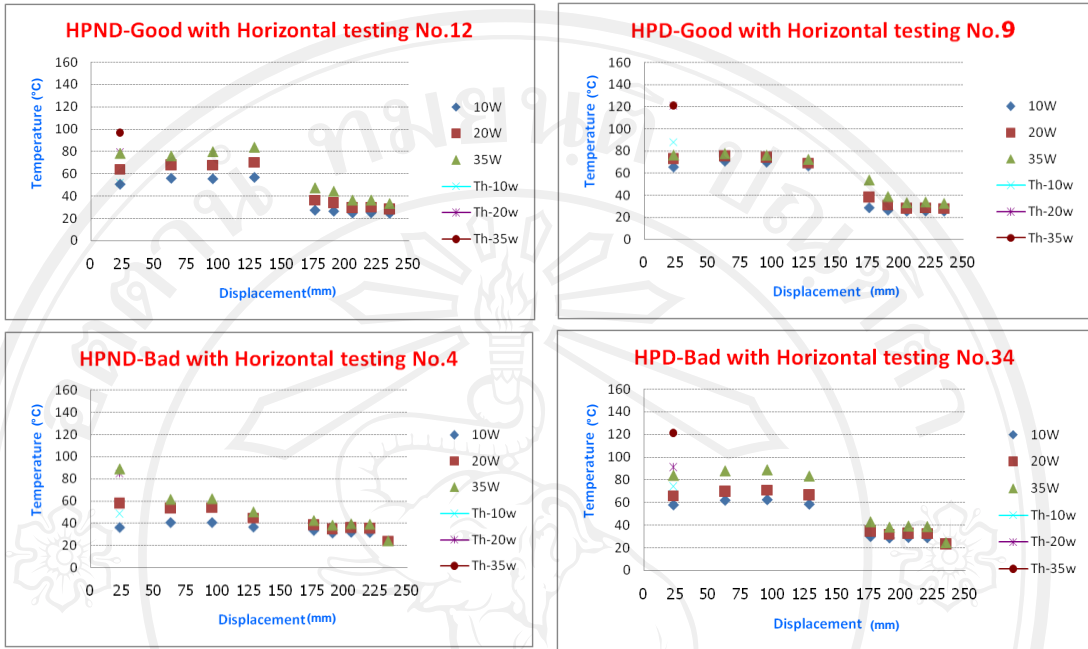 HPND-Good with Horizontal testing No.12
Temperature (°C)
160
140
120
100
80
60
40
20
0
0 25 50 75 100 125 150 175 200 225 250
Displacement(mm)
10W
20W
35W
Th-10w
Th-20w
Th-35w
HPD-Good with Horizontal testing No.9
Temperature (°C)
160
140
120
100
80
60
40
20
0
0 25 50 75 100 125 150 175 200 225 250
Displacement (mm)
10W
20W
35W
Th-10w
Th-20w
Th-35w
HPND-Bad with Horizontal testing No.4
Temperature (°C)
160
140
120
100
80
60
40
20
0
0 25 50 75 100 125 150 175 200 225 250
Displacement(mm)
10W
20W
35W
Th-10w
Th-20w
Th-35w
HPD-Bad with Horizontal testing No.34
Temperature (°C)
160
140
120
100
80
60
40
20
0
0 25 50 75 100 125 150 175 200 225 250
Displacement (mm)
10W
20W
35W
Th-10w
Th-20w
Th-35w